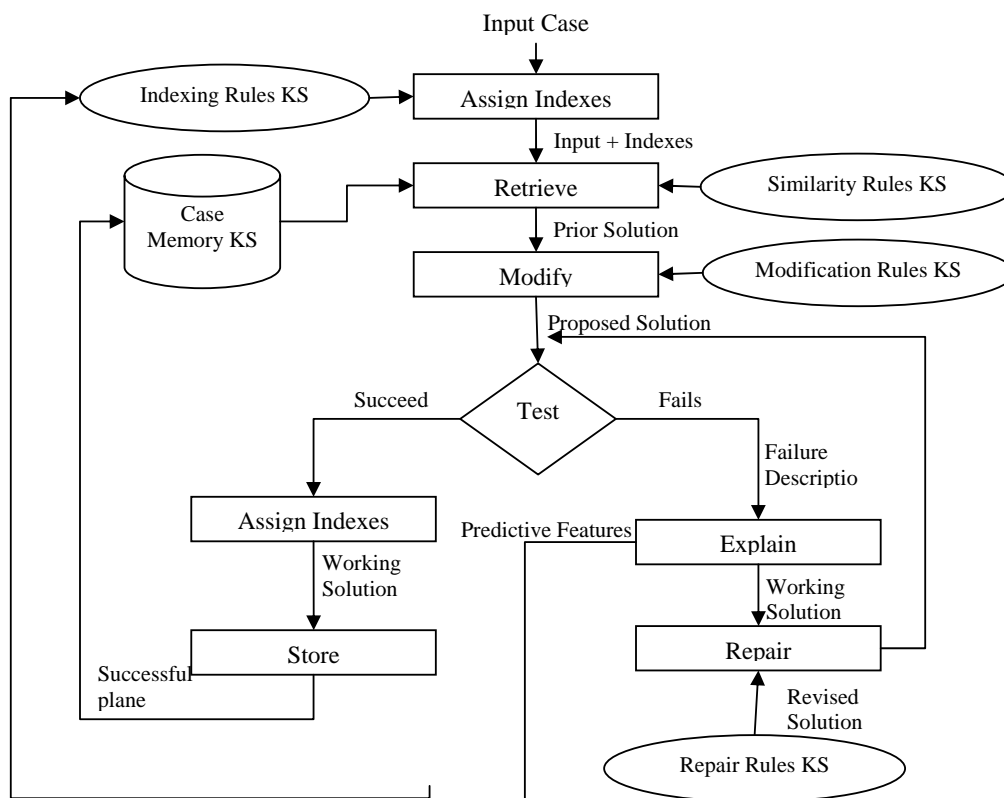 Input Case
Indexing Rules KS
Assign Indexes
Input + Indexes
Retrieve
Similarity Rules KS
Case
Memory KS
Prior Solution
Modify
Modification Rules KS
Proposed Solution
Succeed
Test
Fails
Failure
Descriptio
Assign Indexes
Predictive Features
Explain
Working
Solution
Working
Solution
Store
Repair
Successful
plane
Revised
Solution
Repair Rules KS